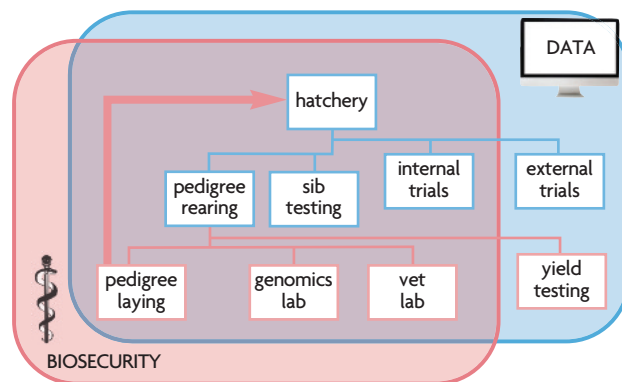 DATA
hatchery
pedigree
rearing
sib
testing
internal
trials
external
trials
pedigree
laying
genomics
lab
vet
lab
yield
testing
BIOSECURITY